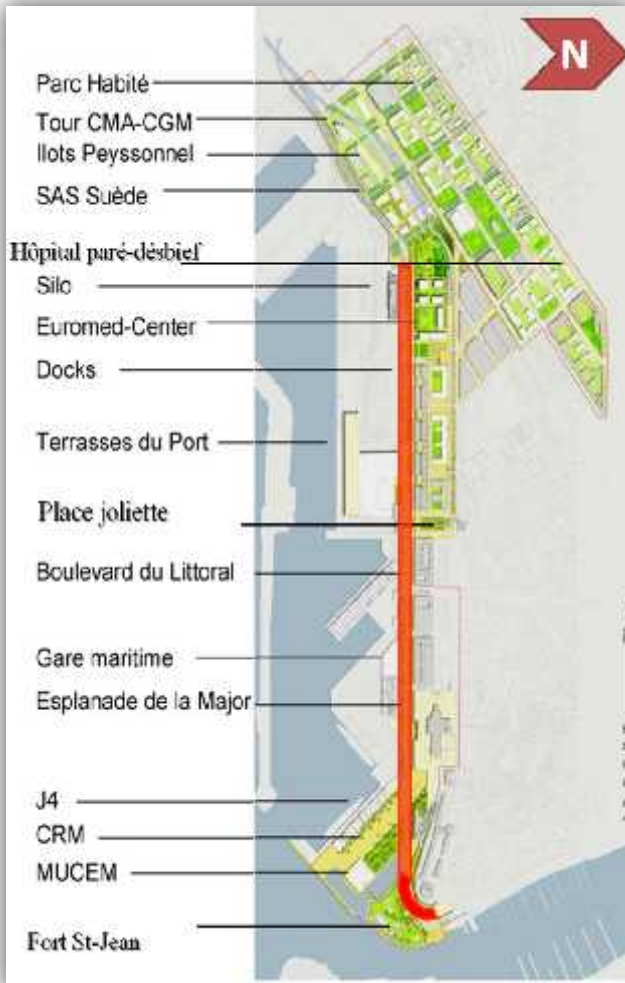 N
Parc Habité
Tour CMA-CGM
Ilots Peyssonnel
SAS Suède
Hôpital paré-désbief
Silo
Euromed-Center
Docks
Terrasses du Port
Place joliette
Boulevard du Littoral
Gare maritime
Esplanade de la Major
J4
CRM
MUCEM
Fort St-Jean